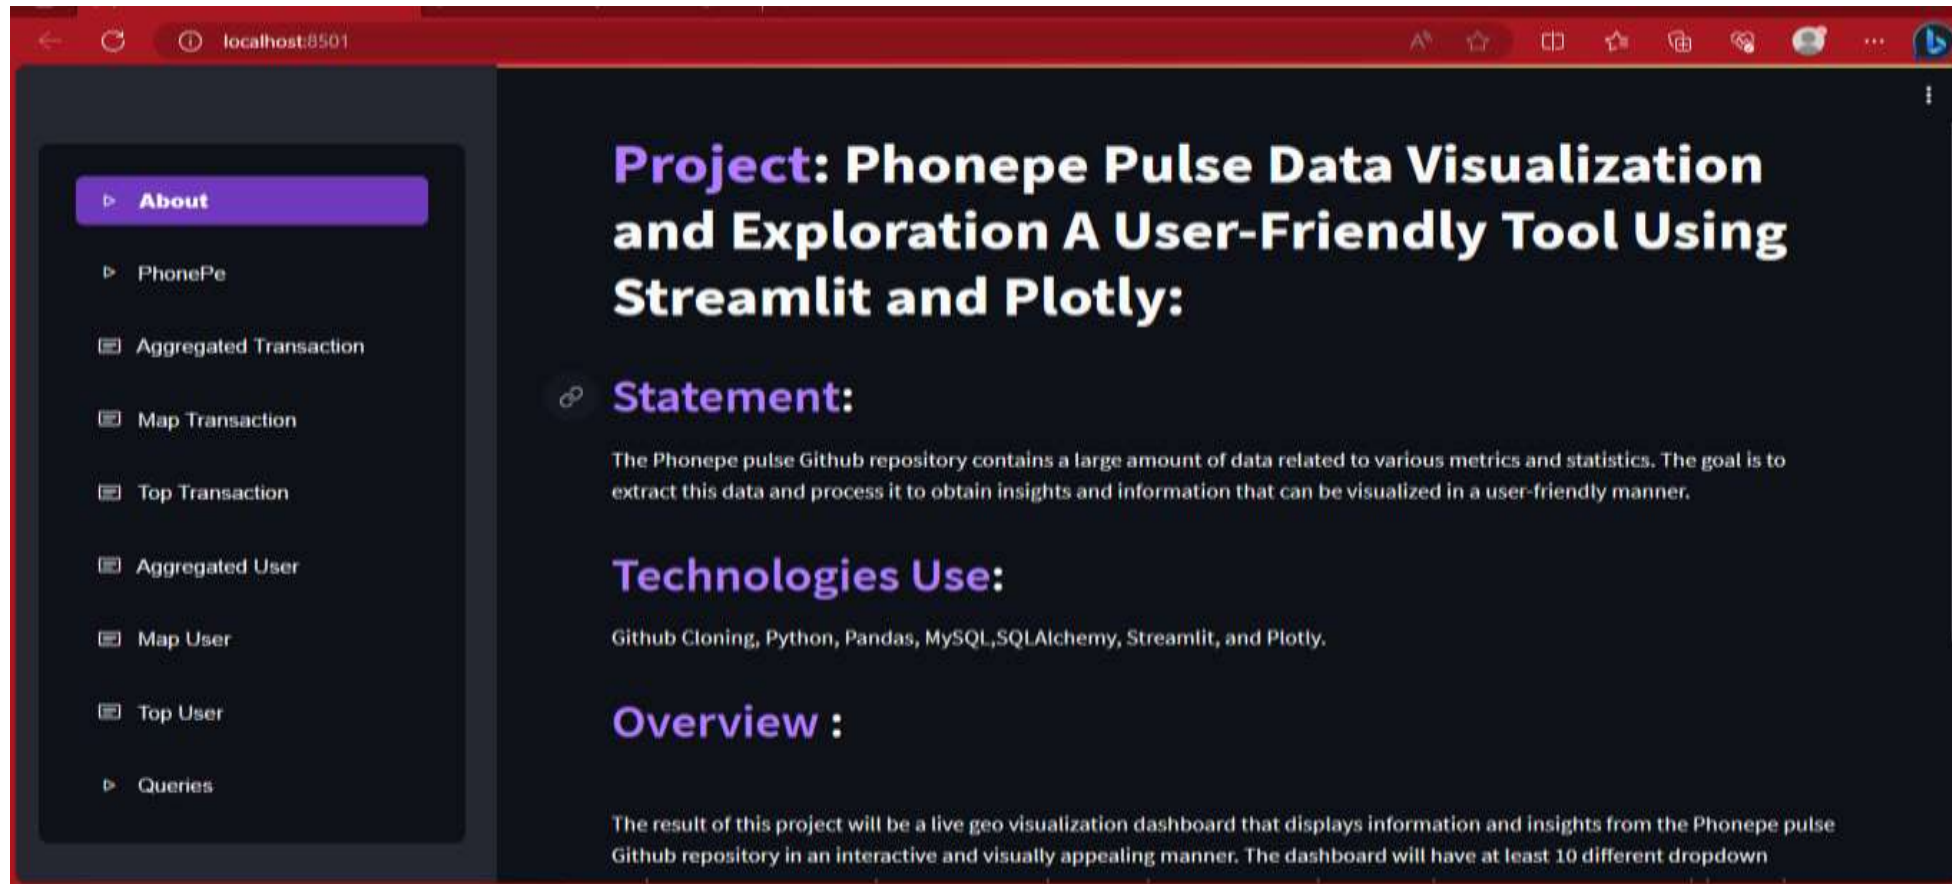 localhost:8501
About
PhonePe
Aggregated Transaction
Map Transaction
Top Transaction
Aggregated User
Map User
Top User
Queries
Project: Phonepe Pulse Data Visualization
and Exploration A User-Friendly Tool Using
Streamlit and Plotly:
Statement:
The Phonepe pulse Github repository contains a large amount of data related to various metrics and statistics. The goal is to
extract this data and process it to obtain insights and information that can be visualized in a user-friendly manner.
Technologies Use:
Github Cloning, Python, Pandas, MySQL,SQLAlchemy, Streamlit, and Plotly.
Overview :
The result of this project will be a live geo visualization dashboard that displays information and insights from the Phonepe pulse
Github repository in an interactive and visually appealing manner. The dashboard will have at least 10 different dropdown